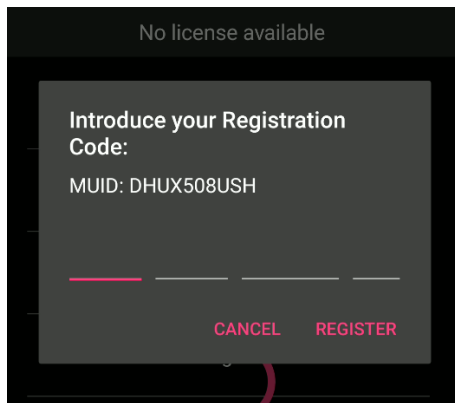 No license available
Introduce your Registration
Code:
MUID: DHUX508USH
CANCEL REGISTER